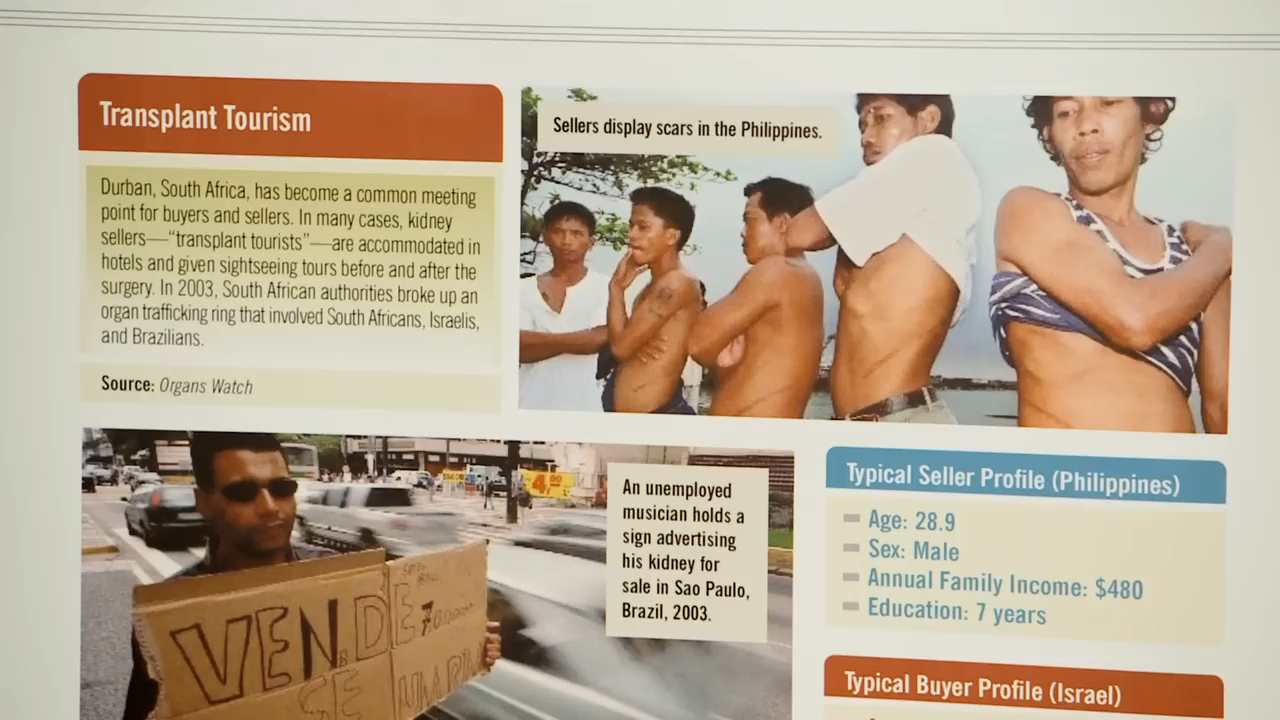 Transplant Tourism
Durban, South Africa, has become a common meeting
point for buyers and sellers. In many cases, kidney
sellers—“transplant tourists”—are accommodated in
hotels and given sightseeing tours before and after the
surgery. In 2003, South African authorities broke up an
organ trafficking ring that involved South Africans, Israelis,
and Brazilians.
Source: Organs Watch
Sellers display scars in the Philippines.
4,00
An unemployed
musician holds a
sign advertising
his kidney for
sale in Sao Paulo,
Brazil, 2003.
VENDE
SE
Typical Seller Profile (Philippines)
Age: 28.9
Sex: Male
Annual Family Income: $480
Education: 7 years
Typical Buyer Profile (Israel)